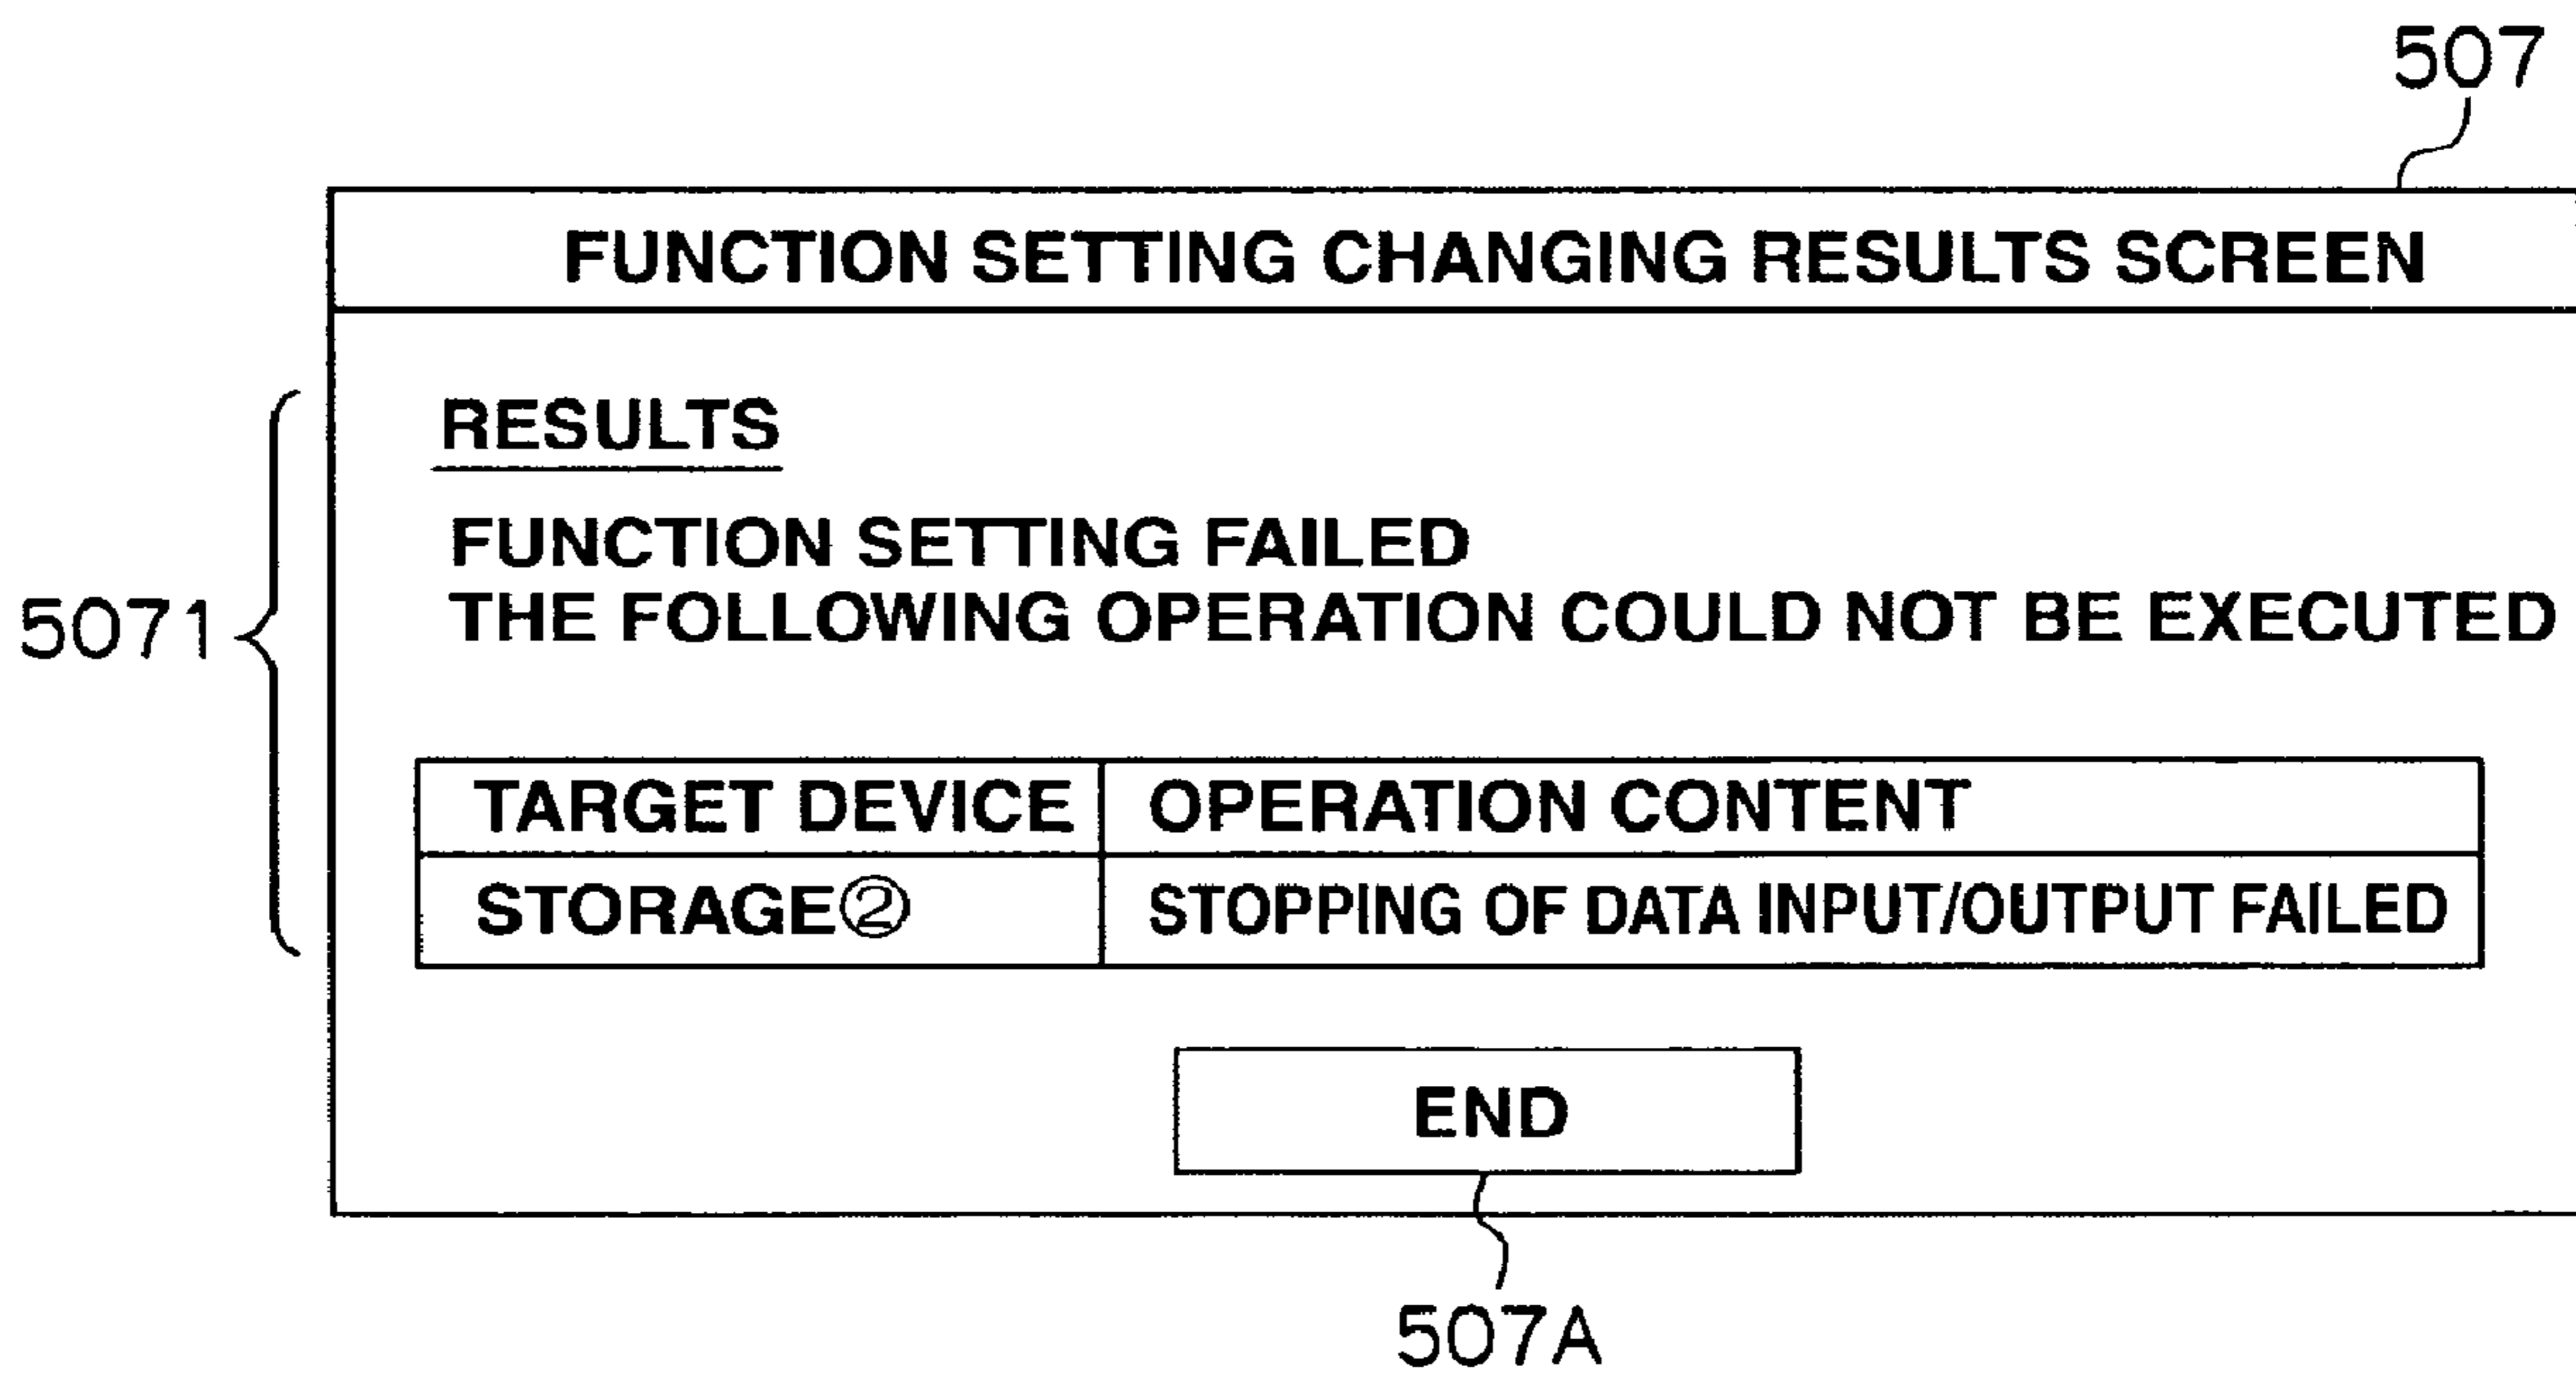 507
FUNCTION SETTING CHANGING RESULTS SCREEN
RESULTS
FUNCTION SETTING FAILED
THE FOLLOWING OPERATION COULD NOT BE EXECUTED
5071
TARGET DEVICE OPERATION CONTENT
STORAGE② STOPPING OF DATA INPUT/OUTPUT FAILED
END
507A